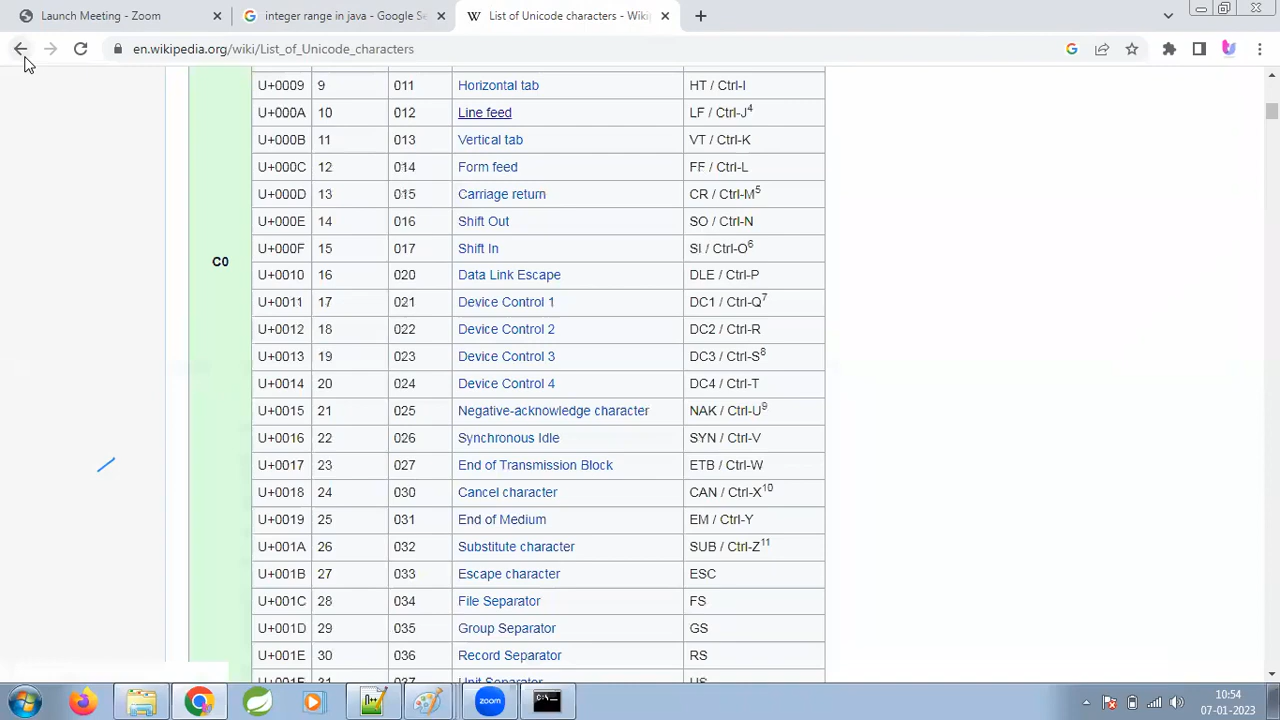 Launch Meeting - Zoom
integer range in java - Google Se
List of Unicode characters - Wiki
en.wikipedia.org/wiki/List_of_Unicode_characters
U+0009 9 011 Horizontal tab HT / Ctrl-I
U+000A 10 012 Line feed LF / Ctrl-J4
U+000B 11 013 Vertical tab VT / Ctrl-K
U+000C 12 014 Form feed FF / Ctrl-L
U+000D 13 015 Carriage return CR / Ctrl-M5
U+000E 14 016 Shift Out SO / Ctrl-N
U+000F 15 017 Shift In SI / Ctrl-O6
C0
U+0010 16 020 Data Link Escape DLE / Ctrl-P
U+0011 17 021 Device Control 1 DC1 / Ctrl-Q7
U+0012 18 022 Device Control 2 DC2 / Ctrl-R
U+0013 19 023 Device Control 3 DC3 / Ctrl-S8
U+0014 20 024 Device Control 4 DC4 / Ctrl-T
U+0015 21 025 Negative-acknowledge character NAK / Ctrl-U9
U+0016 22 026 Synchronous Idle SYN / Ctrl-V
U+0017 23 027 End of Transmission Block ETB / Ctrl-W
U+0018 24 030 Cancel character CAN / Ctrl-X10
U+0019 25 031 End of Medium EM / Ctrl-Y
U+001A 26 032 Substitute character SUB / Ctrl-Z11
U+001B 27 033 Escape character ESC
U+001C 28 034 File Separator FS
U+001D 29 035 Group Separator GS
U+001E 30 036 Record Separator RS
U+001F 31 037 Unit Separator US
zoom
10:54
07-01-2023